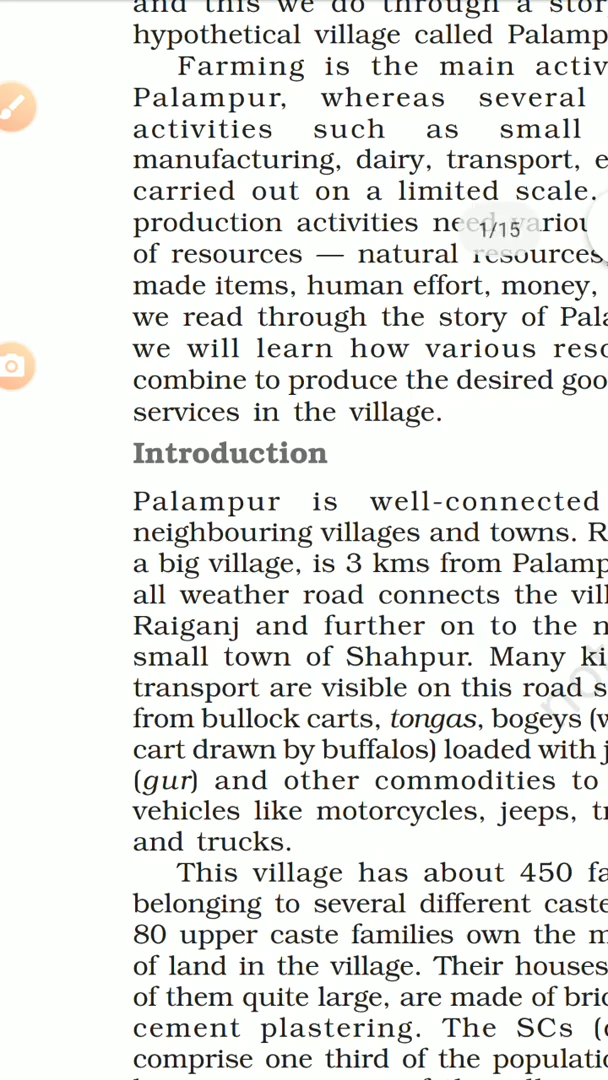 and this we do through a stor
hypothetical village called Palamp
Farming is the main activ
Palampur, whereas several
activities such as small
manufacturing, dairy, transport, e
carried out on a limited scale.
production activities need variou
1/15
of resources — natural resources
made items, human effort, money,
we read through the story of Pala
we will learn how various reso
combine to produce the desired goo
services in the village.
Introduction
Palampur is well-connected
neighbouring villages and towns. R
a big village, is 3 kms from Palamp
all weather road connects the vill
Raiganj and further on to the n
small town of Shahpur. Many ki
transport are visible on this road s
from bullock carts, tongas, bogeys (w
cart drawn by buffalos) loaded with j
(gur) and other commodities to
vehicles like motorcycles, jeeps, tr
and trucks.
This village has about 450 fa
belonging to several different caste
80 upper caste families own the m
of land in the village. Their houses
of them quite large, are made of bric
cement plastering. The SCs (d
comprise one third of the populatio